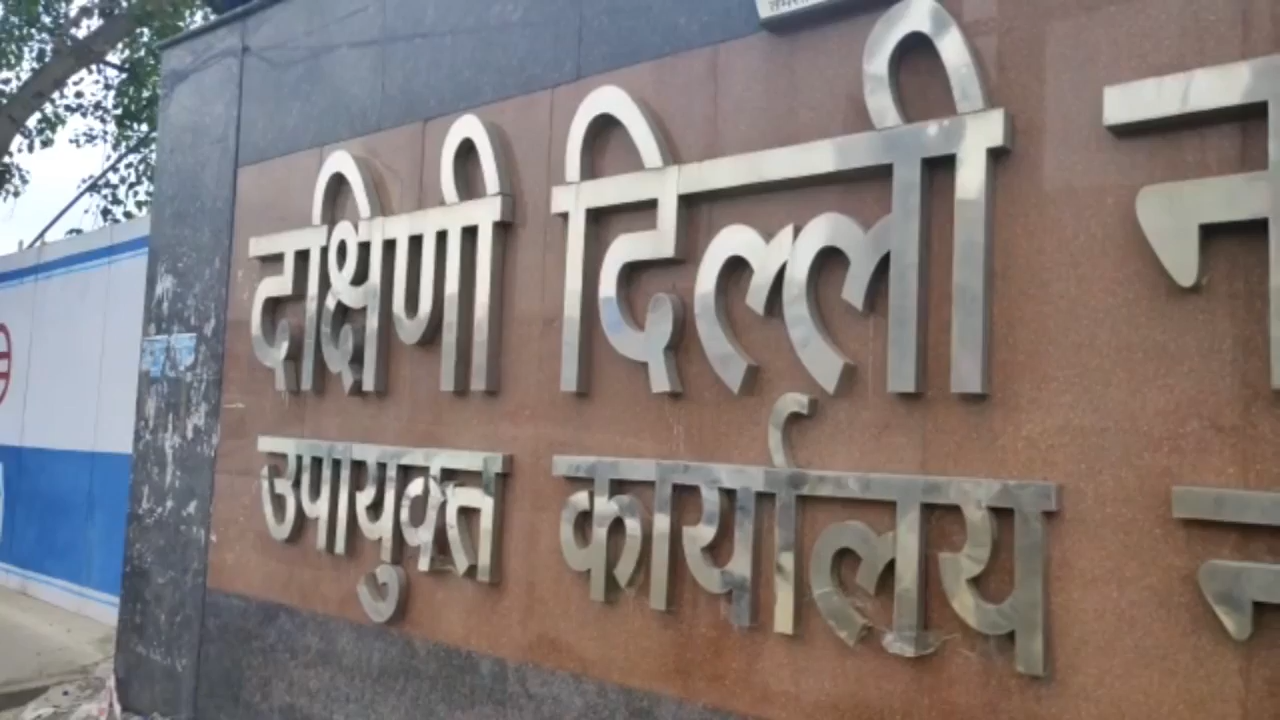 दक्षिणी दिल्ली न
उपायुक्त कार्यालय न